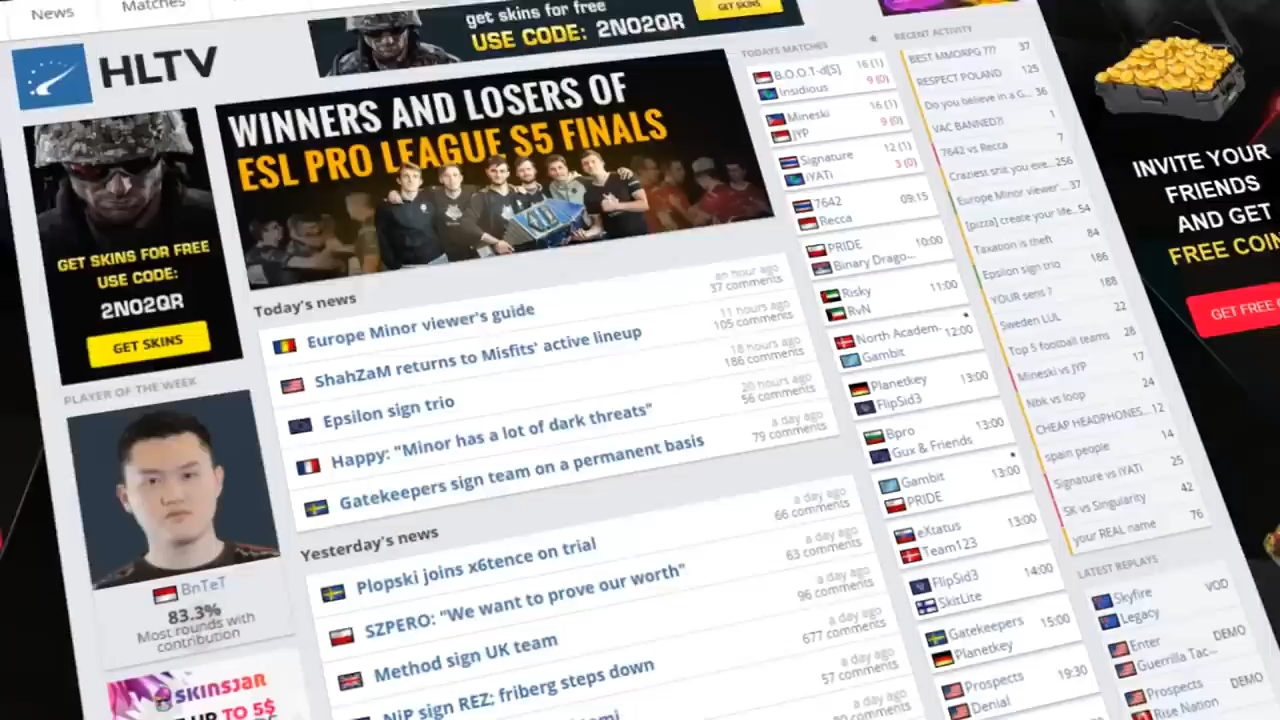 News
Matches
get skins for free
USE CODE: 2NO2QR
GET SKINS
HLTV
GET SKINS FOR FREE
USE CODE:
2NO2QR
GET SKINS
PLAYER OF THE WEEK
BnTeT
83.3%
Most rounds with
contribution
SKINSJAR
UP TO 5$
WINNERS AND LOSERS OF
ESL PRO LEAGUE S5 FINALS
Today's news
Europe Minor viewer's guide
an hour ago
37 comments
ShahZaM returns to Misfits' active lineup
11 hours ago
105 comments
Epsilon sign trio
18 hours ago
186 comments
Happy: "Minor has a lot of dark threats"
20 hours ago
56 comments
Gatekeepers sign team on a permanent basis
a day ago
79 comments
Yesterday's news
Plopski joins x6tence on trial
a day ago
66 comments
SZPERO: "We want to prove our worth"
a day ago
63 comments
Method sign UK team
a day ago
96 comments
NiP sign REZ; friberg steps down
a day ago
677 comments
a day ago
57 comments
a day ago
TODAYS MATCHES
B.O.O.T-d[S] 16 (1)
Insidious 9 (0)
Mineski 16 (1)
JYP 9 (0)
Signature 12 (1)
iYATi 3 (0)
7642 09:15
Recca
PRIDE 10:00
Binary Drago...
Risky 11:00
RvN
North Academ... 12:00
Gambit
Planetkey 13:00
FlipSid3
Bpro 13:00
Gux & Friends
Gambit 13:00
PRIDE
eXtatus 13:00
Team123
FlipSid3 14:00
SkitLite
Gatekeepers 15:00
Planetkey
Prospects 19:30
Denial
RECENT ACTIVITY
BEST MMORPG ??? 37
RESPECT POLAND 125
Do you believe in a G... 36
VAC BANNED?! 1
7642 vs Recca 7
Craziest shit you eve... 256
Europe Minor viewer'... 37
[pizza] create your life... 54
Taxation is theft 84
Epsilon sign trio 186
YOUR sens ? 188
Sweden LUL 22
Top 5 football teams 28
Mineski vs JYP 17
Nbk vs loop 24
CHEAP HEADPHONES... 12
spain people 14
Signature vs iYATi 25
SK vs Singularity 42
your REAL name 76
LATEST REPLAYS
Skyfire VOD
Legacy
Enter DEMO
Guerrilla Tac...
Prospects DEMO
Rise Nation
INVITE YOUR
FRIENDS
AND GET
FREE COIN
GET FREE